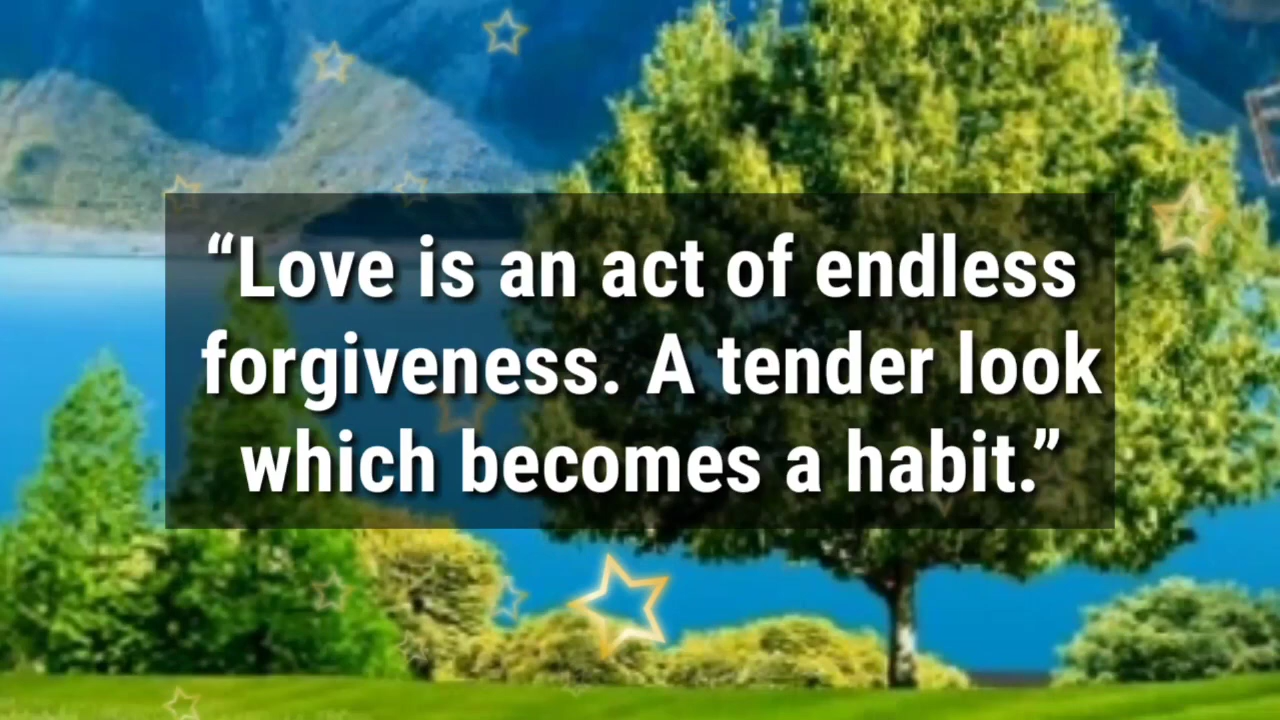 “Love is an act of endless
forgiveness. A tender look
which becomes a habit.”